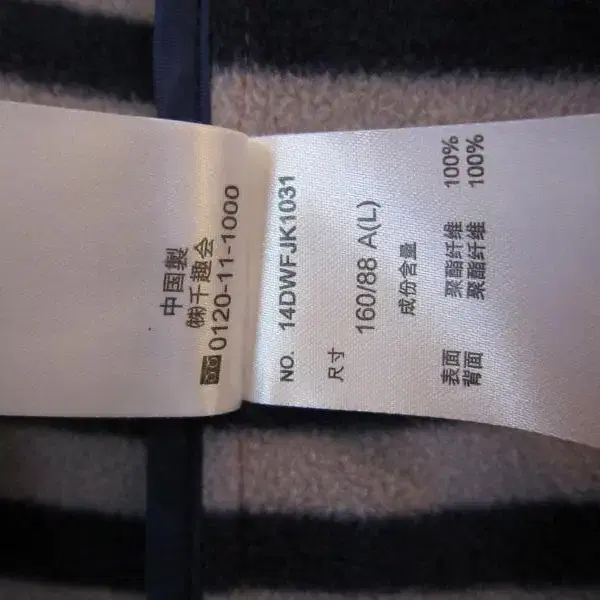 中国製
㈱千趣会
0120-11-1000
NO. 14DWFJK1031
尺寸
160/88 A(L)
成份含量
表面 聚酯纤维 100%
背面 聚酯纤维 100%